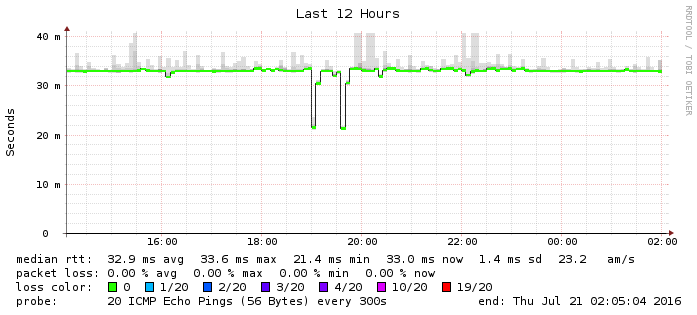 Last 12 Hours
RRDTOOL / TOBI OETIKER
Seconds
40 m
30 m
20 m
10 m
0
16:00 18:00 20:00 22:00 00:00 02:00
median rtt: 32.9 ms avg 33.6 ms max 21.4 ms min 33.0 ms now 1.4 ms sd 23.2 am/s
packet loss: 0.00 % avg 0.00 % max 0.00 % min 0.00 % now
loss color: 0 1/20 2/20 3/20 4/20 10/20 19/20
probe: 20 ICMP Echo Pings (56 Bytes) every 300s end: Thu Jul 21 02:05:04 2016